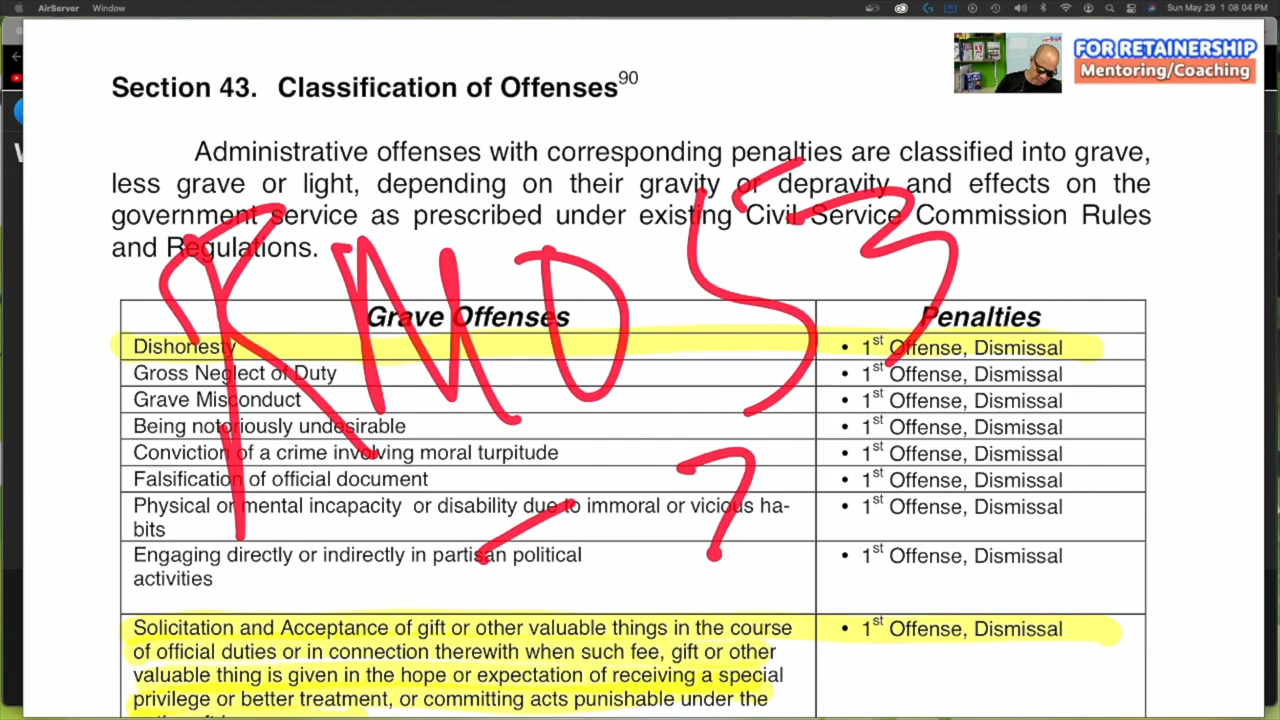 AirServer Window Sun May 29 1 08 04 PM
FOR RETAINERSHIP
Mentoring/Coaching
Section 43. Classification of Offenses90
Administrative offenses with corresponding penalties are classified into grave,
less grave or light, depending on their gravity or depravity and effects on the
government service as prescribed under existing Civil Service Commission Rules
and Regulations.
RMO53
Grave Offenses Penalties
Dishonesty • 1st Offense, Dismissal
Gross Neglect of Duty • 1st Offense, Dismissal
Grave Misconduct • 1st Offense, Dismissal
Being notoriously undesirable • 1st Offense, Dismissal
Conviction of a crime involving moral turpitude • 1st Offense, Dismissal
Falsification of official document • 1st Offense, Dismissal
Physical or mental incapacity or disability due to immoral or vicious ha- • 1st Offense, Dismissal
bits
?
Engaging directly or indirectly in partisan political • 1st Offense, Dismissal
activities
Solicitation and Acceptance of gift or other valuable things in the course • 1st Offense, Dismissal
of official duties or in connection therewith when such fee, gift or other
valuable thing is given in the hope or expectation of receiving a special
privilege or better treatment, or committing acts punishable under the